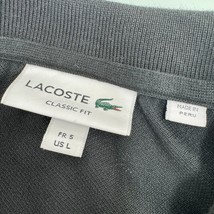 LACOSTE
CLASSIC FIT
FR 5
US L
MADE IN
PERU